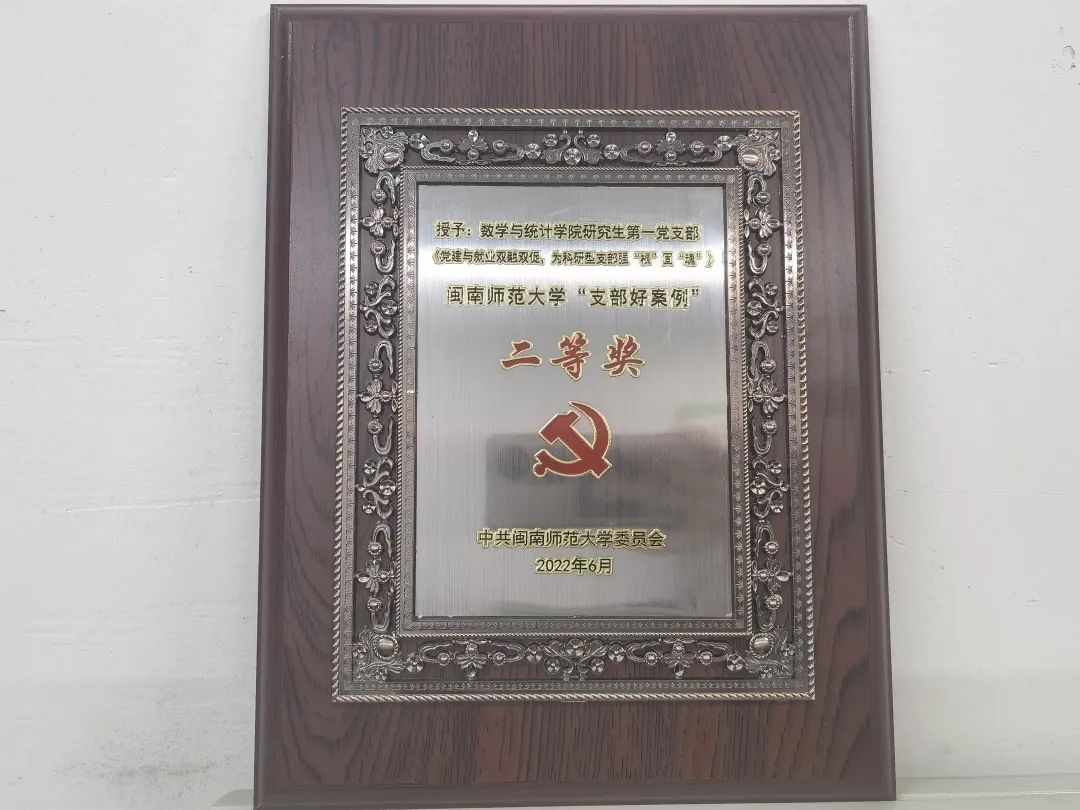 授予：数学与统计学院研究生第一党支部
《党建与就业双融双促，为科研型支部强“根”固“魂”》
闽南师范大学“支部好案例”
二等奖
中共闽南师范大学委员会
2022年6月